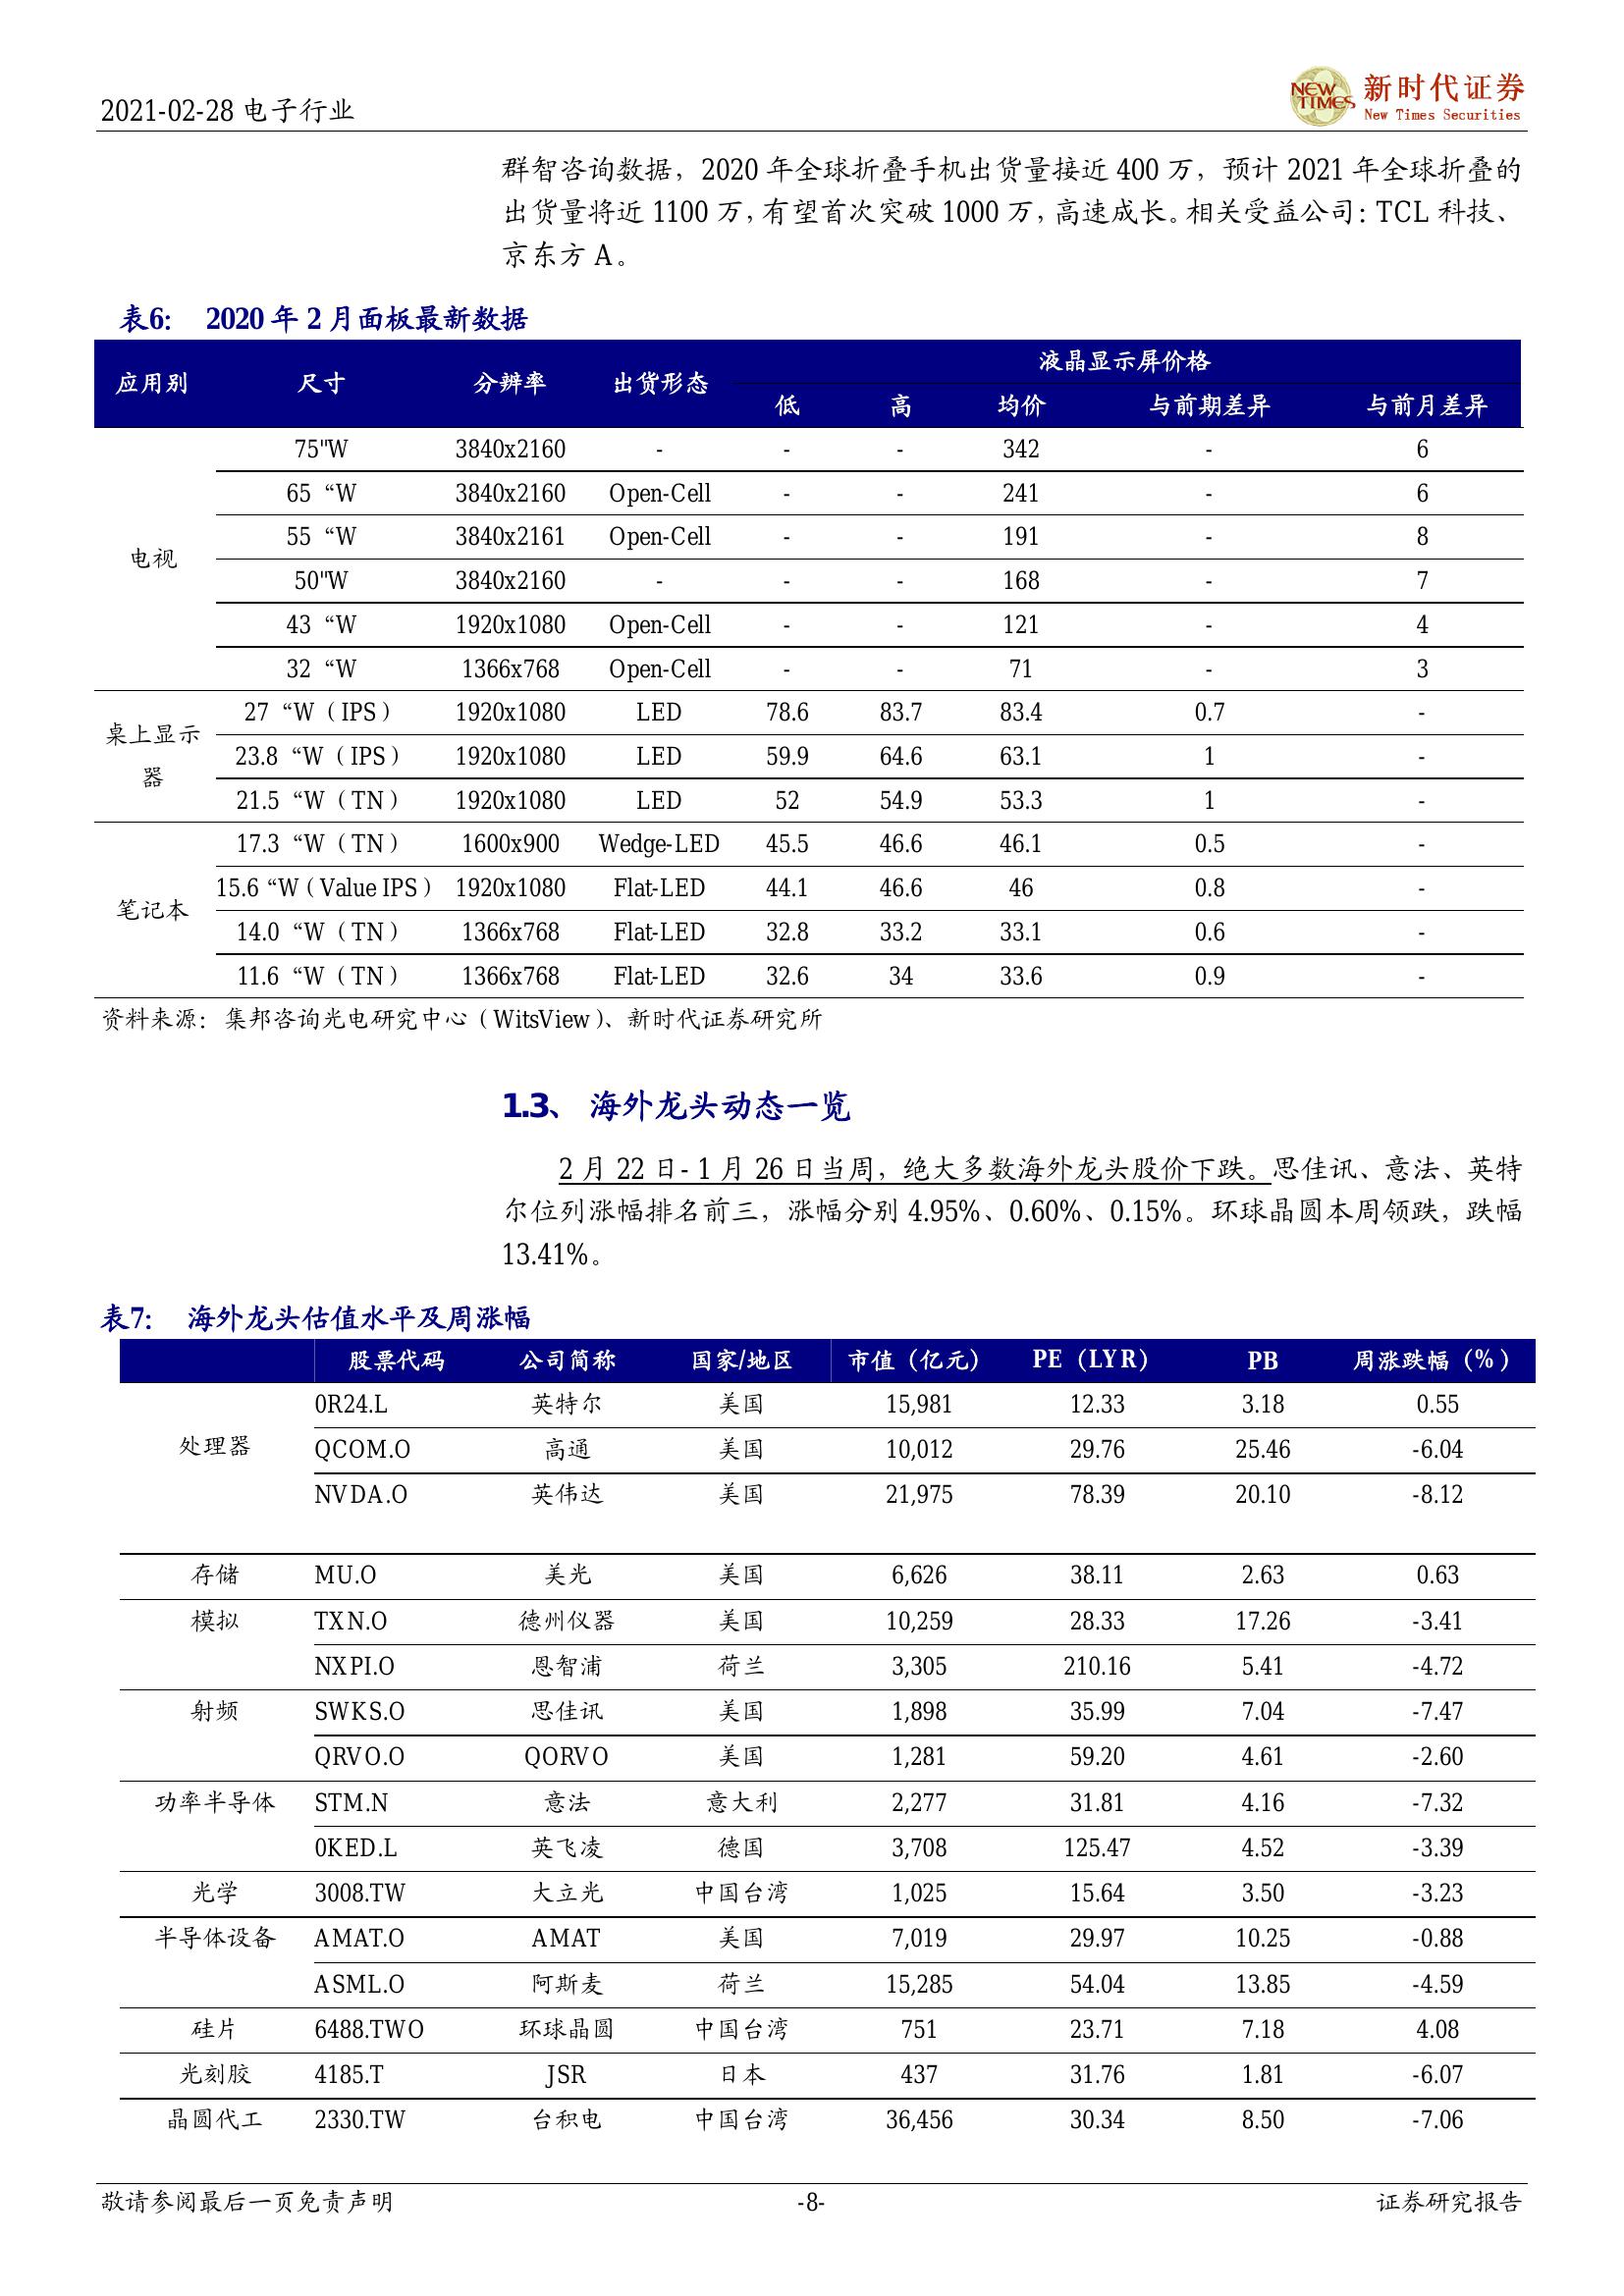 2021-02-28 电子行业
NEW TIMES 新时代证券
New Times Securities
群智咨询数据，2020 年全球折叠手机出货量接近 400 万，预计 2021 年全球折叠的
出货量将近 1100 万，有望首次突破 1000 万，高速成长。相关受益公司：TCL 科技、
京东方 A。
表6： 2020 年 2 月面板最新数据
应用别 尺寸 分辨率 出货形态 液晶显示屏价格
低 高 均价 与前期差异 与前月差异
电视
75"W 3840x2160 - - - 342 - 6
65 “W 3840x2160 Open-Cell - - 241 - 6
55 “W 3840x2161 Open-Cell - - 191 - 8
50"W 3840x2160 - - - 168 - 7
43 “W 1920x1080 Open-Cell - - 121 - 4
32 “W 1366x768 Open-Cell - - 71 - 3
桌上显示
器
27 “W（IPS） 1920x1080 LED 78.6 83.7 83.4 0.7 -
23.8 “W（IPS） 1920x1080 LED 59.9 64.6 63.1 1 -
21.5 “W（TN） 1920x1080 LED 52 54.9 53.3 1 -
笔记本
17.3 “W（TN） 1600x900 Wedge-LED 45.5 46.6 46.1 0.5 -
15.6 “W（Value IPS） 1920x1080 Flat-LED 44.1 46.6 46 0.8 -
14.0 “W（TN） 1366x768 Flat-LED 32.8 33.2 33.1 0.6 -
11.6 “W（TN） 1366x768 Flat-LED 32.6 34 33.6 0.9 -
资料来源：集邦咨询光电研究中心（WitsView）、新时代证券研究所
1.3、 海外龙头动态一览
2 月 22 日- 1 月 26 日当周，绝大多数海外龙头股价下跌。思佳讯、意法、英特
尔位列涨幅排名前三，涨幅分别 4.95%、0.60%、0.15%。环球晶圆本周领跌，跌幅
13.41%。
表7： 海外龙头估值水平及周涨幅
股票代码 公司简称 国家/地区 市值（亿元） PE（LYR） PB 周涨跌幅（%）
处理器
0R24.L 英特尔 美国 15,981 12.33 3.18 0.55
QCOM.O 高通 美国 10,012 29.76 25.46 -6.04
NVDA.O 英伟达 美国 21,975 78.39 20.10 -8.12
存储 MU.O 美光 美国 6,626 38.11 2.63 0.63
模拟 TXN.O 德州仪器 美国 10,259 28.33 17.26 -3.41
NXPI.O 恩智浦 荷兰 3,305 210.16 5.41 -4.72
射频 SWKS.O 思佳讯 美国 1,898 35.99 7.04 -7.47
QRVO.O QORVO 美国 1,281 59.20 4.61 -2.60
功率半导体 STM.N 意法 意大利 2,277 31.81 4.16 -7.32
0KED.L 英飞凌 德国 3,708 125.47 4.52 -3.39
光学 3008.TW 大立光 中国台湾 1,025 15.64 3.50 -3.23
半导体设备 AMAT.O AMAT 美国 7,019 29.97 10.25 -0.88
ASML.O 阿斯麦 荷兰 15,285 54.04 13.85 -4.59
硅片 6488.TWO 环球晶圆 中国台湾 751 23.71 7.18 4.08
光刻胶 4185.T JSR 日本 437 31.76 1.81 -6.07
晶圆代工 2330.TW 台积电 中国台湾 36,456 30.34 8.50 -7.06
敬请参阅最后一页免责声明 -8- 证券研究报告